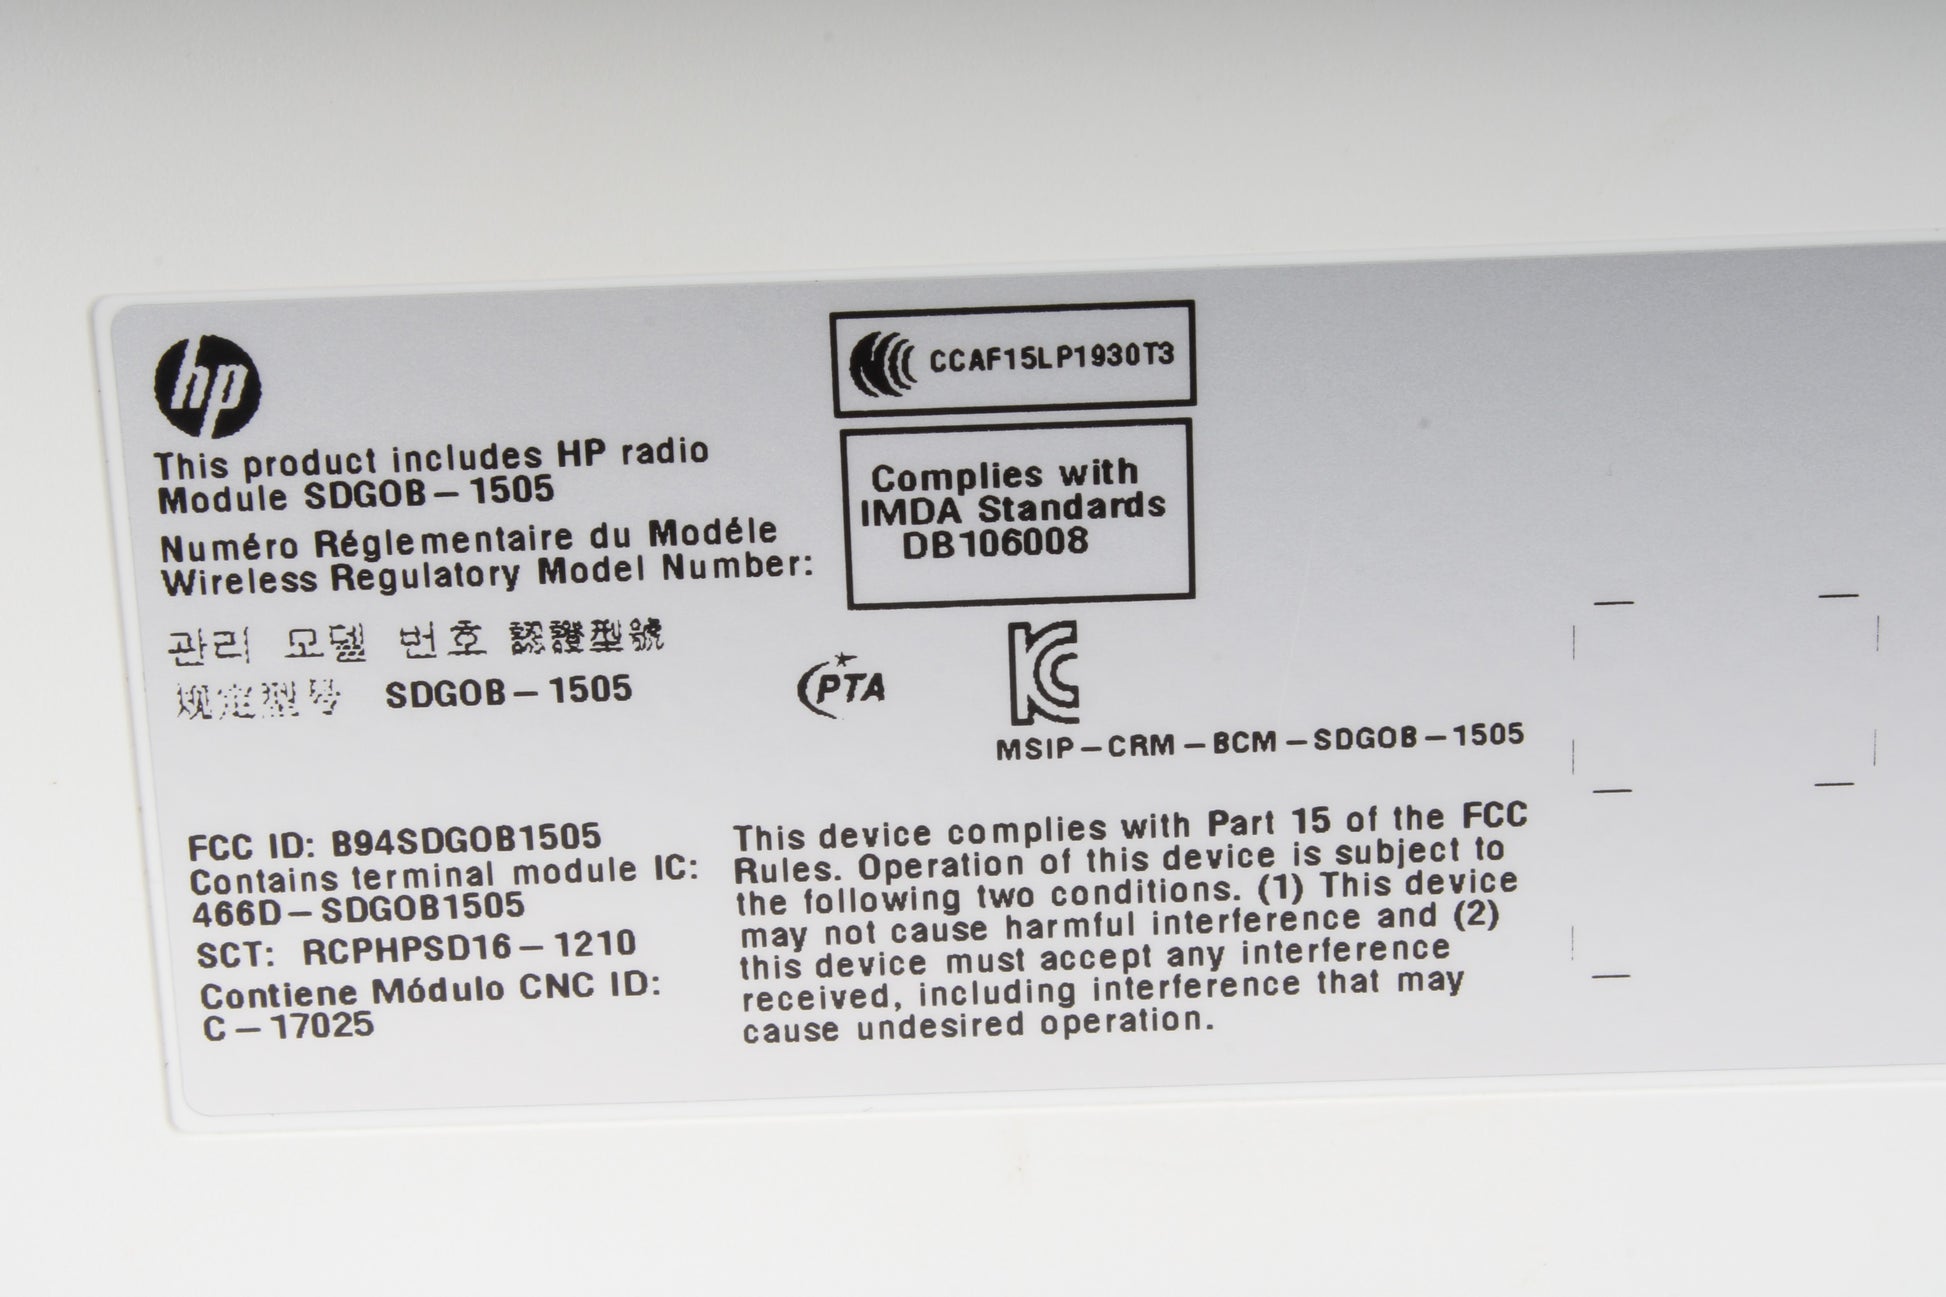 hp
This product includes HP radio
Module SDGOB-1505
Numéro Réglementaire du Modéle
Wireless Regulatory Model Number:
관리 모델 번호 認證型號
规定型号 SDGOB-1505
CCAF15LP1930T3
Complies with
IMDA Standards
DB106008
PTA
KC
MSIP-CRM-BCM-SDGOB-1505
FCC ID: B94SDGOB1505
Contains terminal module IC:
466D-SDGOB1505
SCT: RCPHPSD16-1210
Contiene Módulo CNC ID:
C-17025
This device complies with Part 15 of the FCC
Rules. Operation of this device is subject to
the following two conditions. (1) This device
may not cause harmful interference and (2)
this device must accept any interference
received, including interference that may
cause undesired operation.